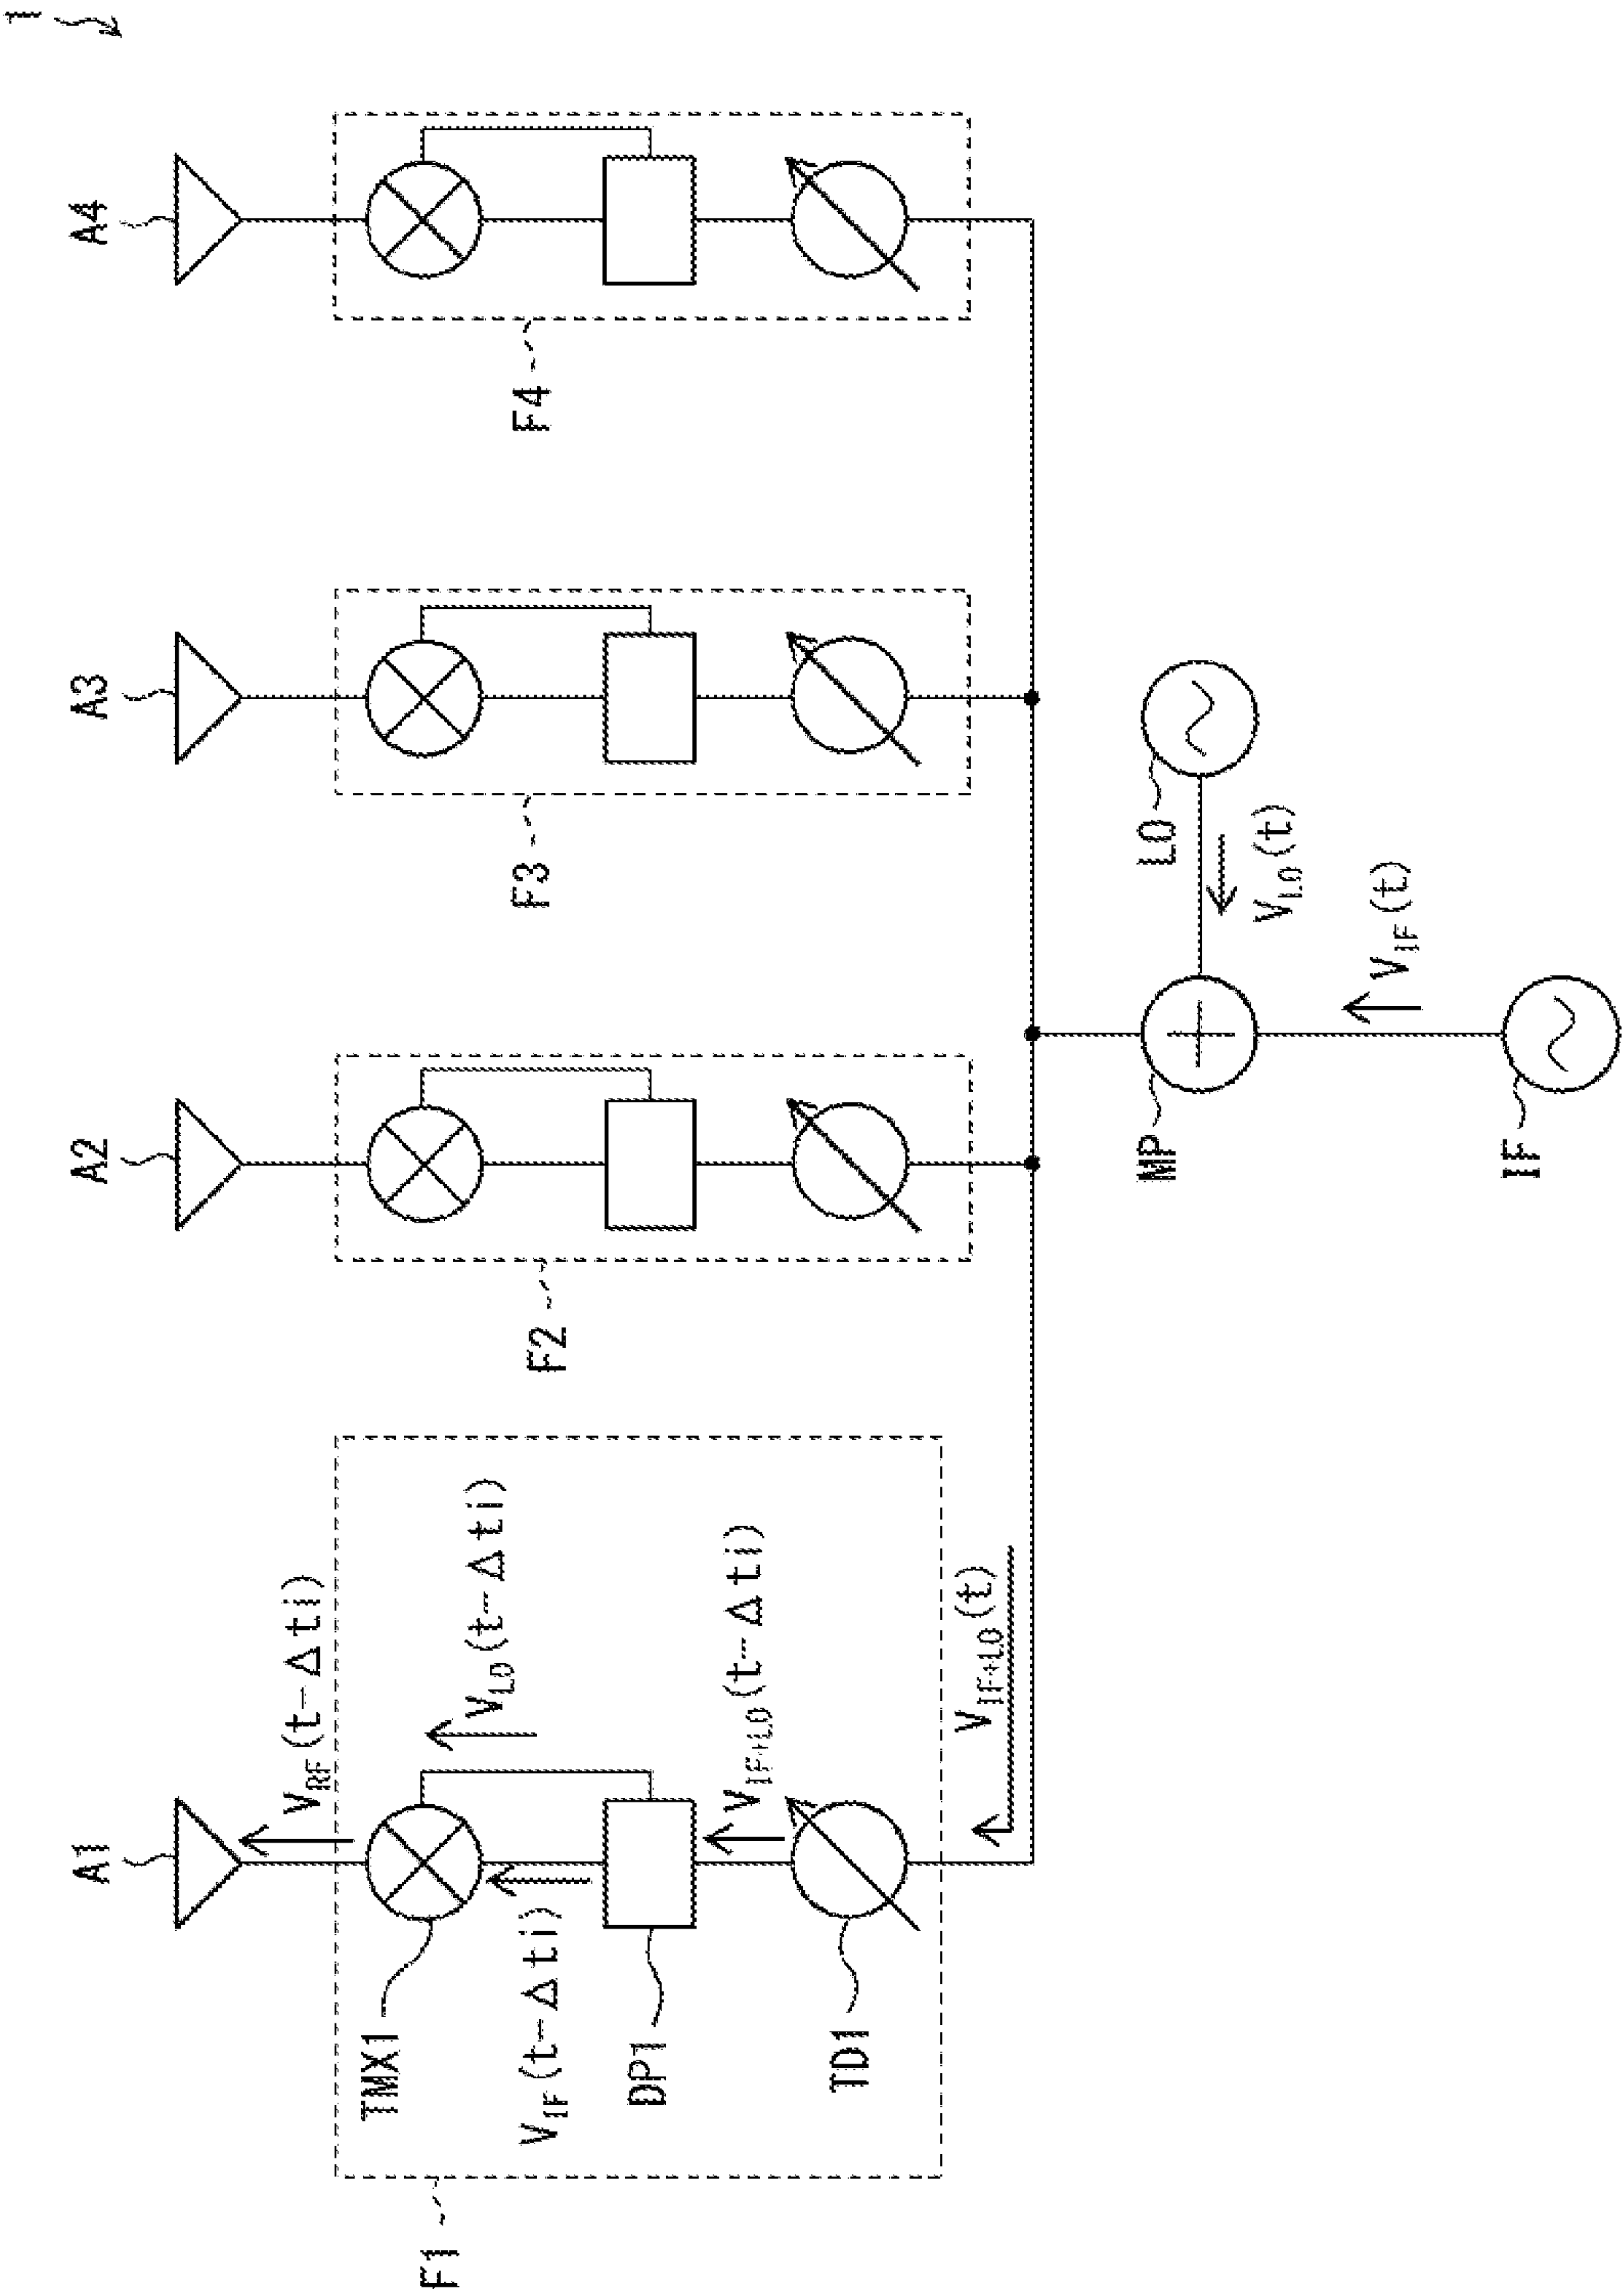 1
A1
A2
A3
A4
V_RF(t-Δti)
V_LO(t-Δti)
TMX1
V_IF(t-Δti)
DP1
V_IF+LO(t-Δti)
TD1
V_IF+LO(t)
F1
F2
F3
F4
LO
V_LO(t)
MP
V_IF(t)
IF